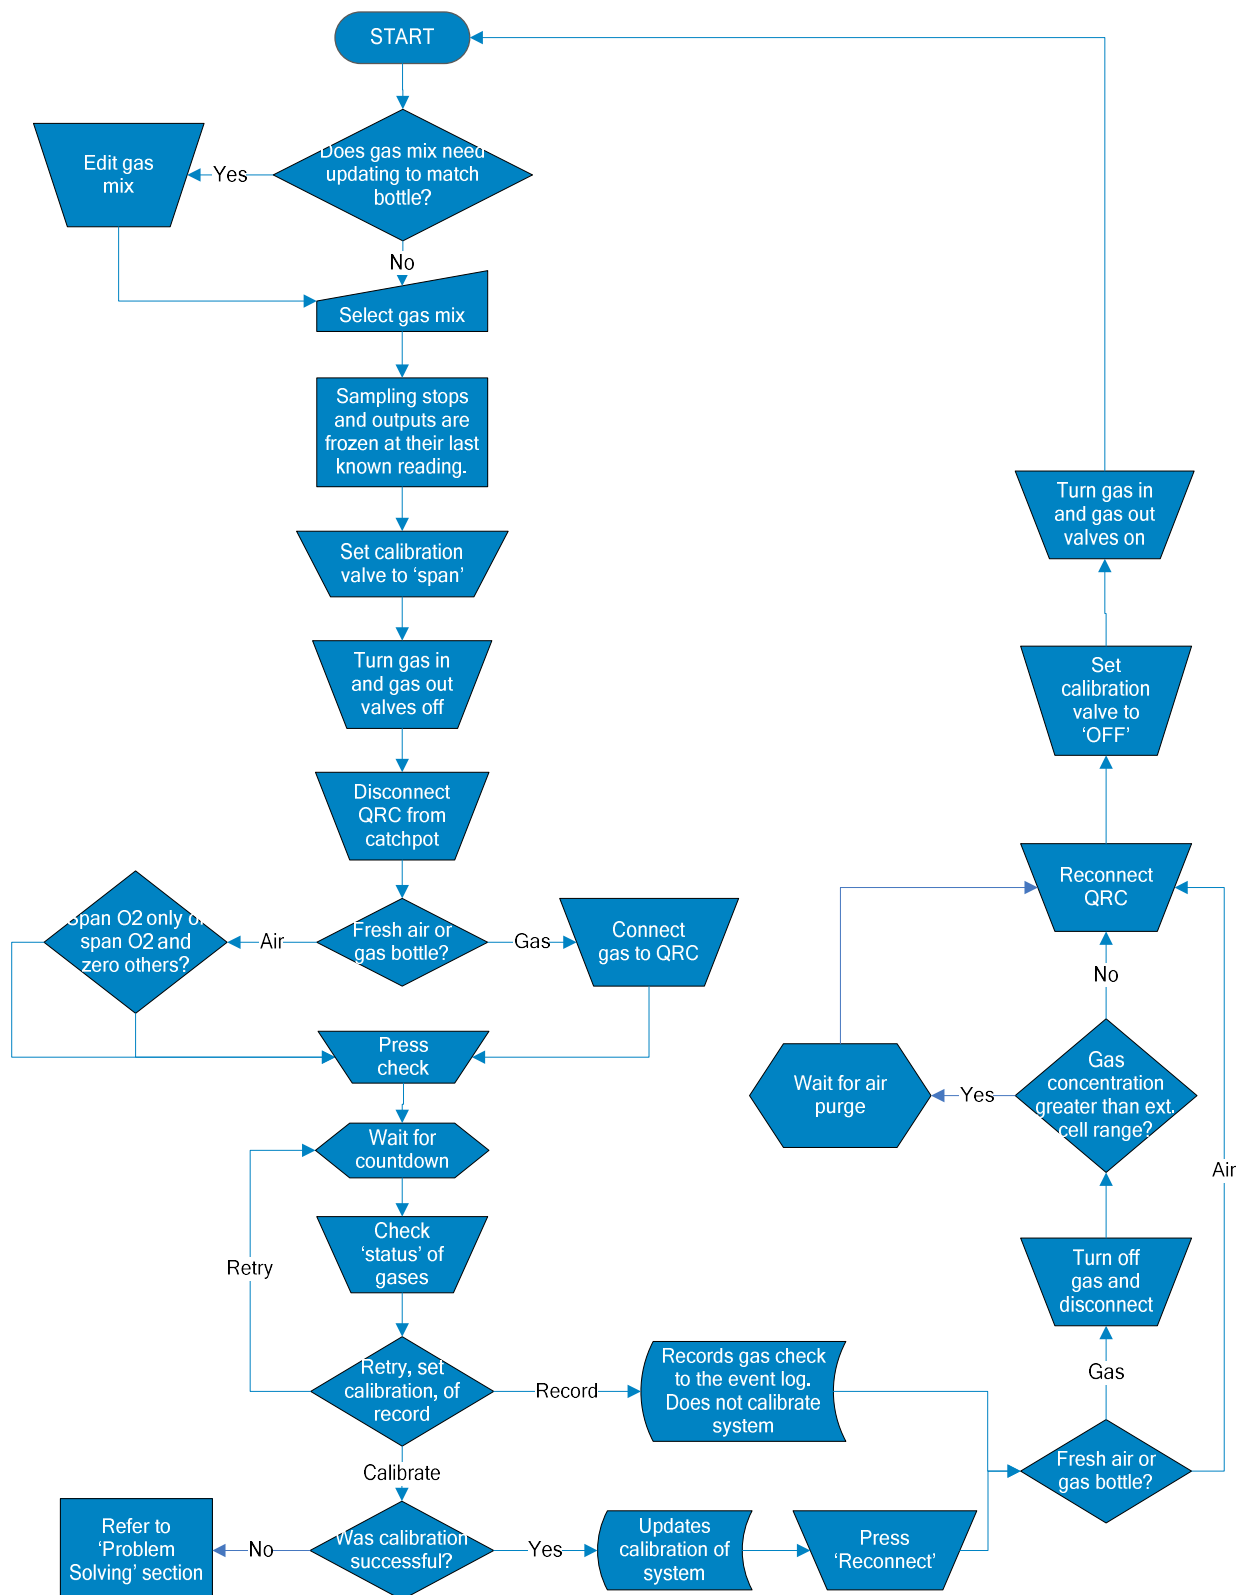 START
Does gas mix need
updating to match
bottle?
Yes
Edit gas
mix
No
Select gas mix
Sampling stops
and outputs are
frozen at their last
known reading.
Set calibration
valve to ‘span’
Turn gas in
and gas out
valves off
Disconnect
QRC from
catchpot
Fresh air or
gas bottle?
Air
Span O2 only or
span O2 and
zero others?
Gas
Connect
gas to QRC
Press
check
Wait for
countdown
Check
‘status’ of
gases
Retry
Retry, set
calibration, of
record
Record
Records gas check
to the event log.
Does not calibrate
system
Calibrate
Was calibration
successful?
No
Refer to
‘Problem
Solving’ section
Yes
Updates
calibration of
system
Press
‘Reconnect’
Fresh air or
gas bottle?
Gas
Air
Turn off
gas and
disconnect
Gas
concentration
greater than ext.
cell range?
Yes
Wait for air
purge
No
Reconnect
QRC
Set
calibration
valve to
‘OFF’
Turn gas in
and gas out
valves on